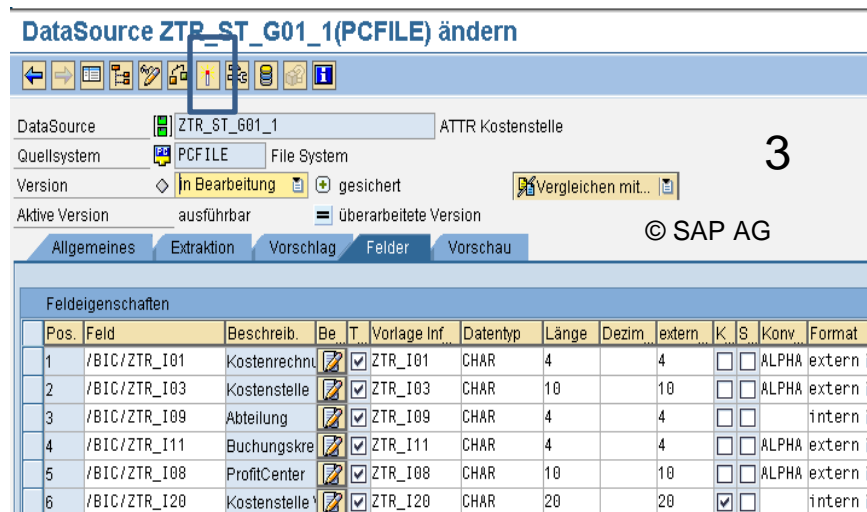 DataSource ZTR_ST_G01_1(PCFILE) ändern
DataSource ZTR_ST_G01_1 ATTR Kostenstelle
Quellsystem PCFILE File System
3
Version In Bearbeitung gesichert Vergleichen mit...
Aktive Version ausführbar überarbeitete Version
© SAP AG
Allgemeines Extraktion Vorschlag Felder Vorschau
Feldeigenschaften
Pos. Feld Beschreib. Be... T... Vorlage Inf... Datentyp Länge Dezim... extern... K... S... Konv... Format
1 /BIC/ZTR_I01 Kostenrechnu ZTR_I01 CHAR 4 4 ALPHA extern
2 /BIC/ZTR_I03 Kostenstelle ZTR_I03 CHAR 10 10 ALPHA extern
3 /BIC/ZTR_I09 Abteilung ZTR_I09 CHAR 4 4 intern
4 /BIC/ZTR_I11 Buchungskre ZTR_I11 CHAR 4 4 ALPHA extern
5 /BIC/ZTR_I08 ProfitCenter ZTR_I08 CHAR 10 10 ALPHA extern
6 /BIC/ZTR_I20 Kostenstelle V ZTR_I20 CHAR 20 20 intern